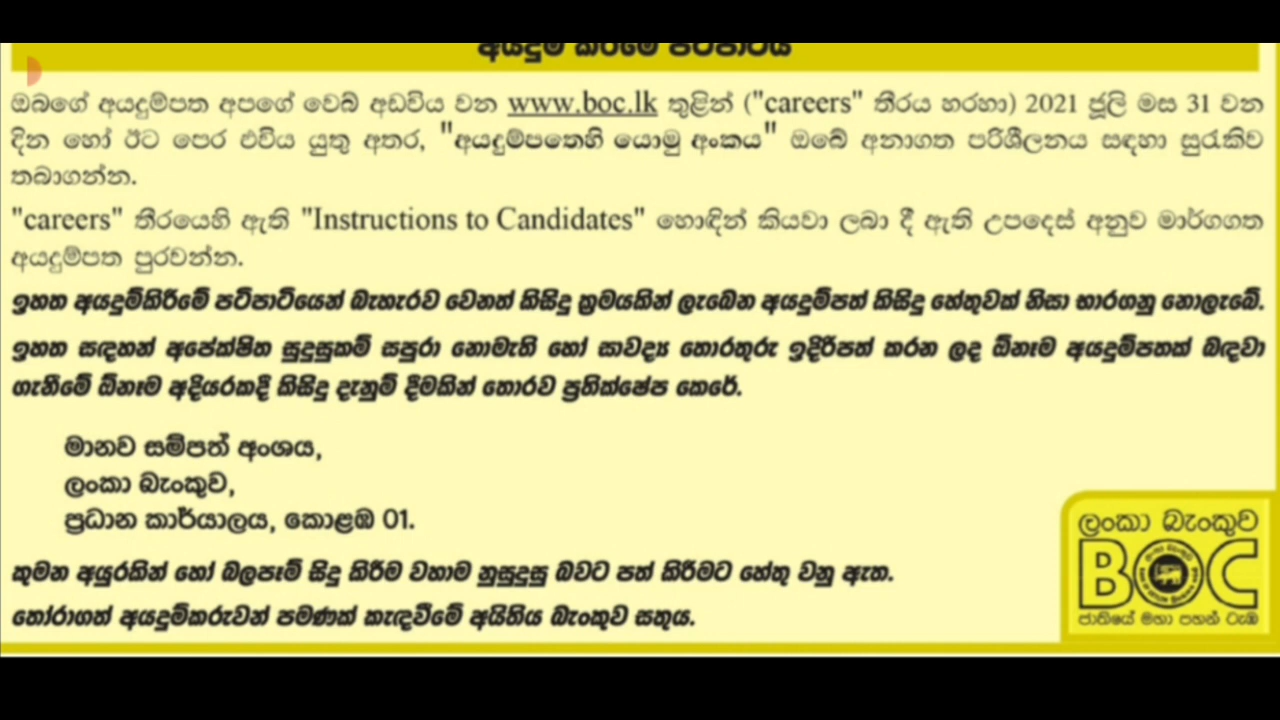 අයදුම් කිරීමේ පටිපාටිය
ඔබගේ අයදුම්පත අපගේ වෙබ් අඩවිය වන www.boc.lk තුළින් ("careers" තීරය හරහා) 2021 ජූලි මස 31 වන
දින හෝ ඊට පෙර එවිය යුතු අතර, "අයදුම්පතෙහි යොමු අංකය" ඔබේ අනාගත පරිශීලනය සඳහා සුරැකිව
තබාගන්න.
"careers" තීරයෙහි ඇති "Instructions to Candidates" හොඳින් කියවා ලබා දී ඇති උපදෙස් අනුව මාර්ගගත
අයදුම්පත පුරවන්න.
ඉහත අයදුම්කිරීමේ පටිපාටියෙන් බැහැරව වෙනත් කිසිදු ක්‍රමයකින් ලැබෙන අයදුම්පත් කිසිදු හේතුවක් නිසා භාරගනු නොලැබේ.
ඉහත සඳහන් අපේක්ෂිත සුදුසුකම් සපුරා නොමැති හෝ සාවද්‍ය තොරතුරු ඉදිරිපත් කරන ලද ඕනෑම අයදුම්පතක් බඳවා
ගැනීමේ ඕනෑම අදියරකදී කිසිදු දැනුම් දීමකින් තොරව ප්‍රතික්ෂේප කෙරේ.
මානව සම්පත් අංශය,
ලංකා බැංකුව,
ප්‍රධාන කාර්යාලය, කොළඹ 01.
කුමන අයුරකින් හෝ බලපෑම් සිදු කිරීම වහාම නුසුදුසු බවට පත් කිරීමට හේතු වනු ඇත.
තෝරාගත් අයදුම්කරුවන් පමණක් කැඳවීමේ අයිතිය බැංකුව සතුය.
ලංකා බැංකුව
BOC
ජාතියේ මහා පහන් ටැඹ